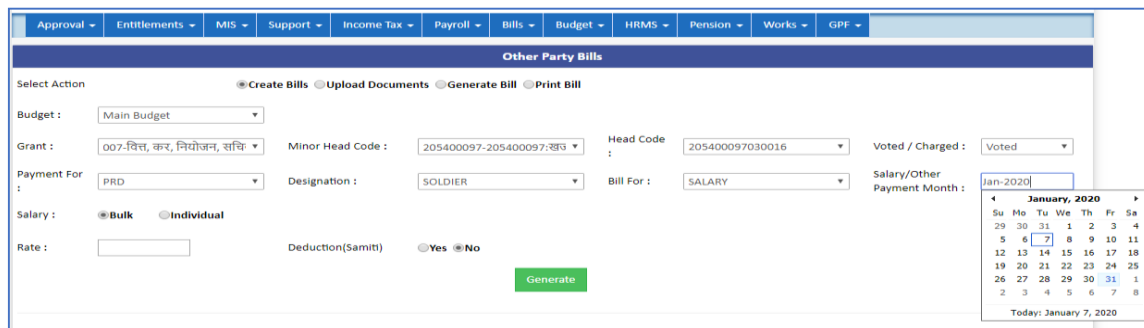 Approval Entitlements MIS Support Income Tax Payroll Bills Budget HRMS Pension Works GPF
Other Party Bills
Select Action Create Bills Upload Documents Generate Bill Print Bill
Budget : Main Budget
Grant : 007-वित्त, कर, नियोजन, सचि Minor Head Code : 205400097-205400097:खज Head Code : 205400097030016 Voted / Charged : Voted
Payment For : PRD Designation : SOLDIER Bill For : SALARY Salary/Other Payment Month : Jan-2020
Salary : Bulk Individual
Rate : Deduction(Samiti) Yes No
Generate
January, 2020
Su Mo Tu We Th Fr Sa
29 30 31 1 2 3 4
5 6 7 8 9 10 11
12 13 14 15 16 17 18
19 20 21 22 23 24 25
26 27 28 29 30 31 1
2 3 4 5 6 7 8
Today: January 7, 2020